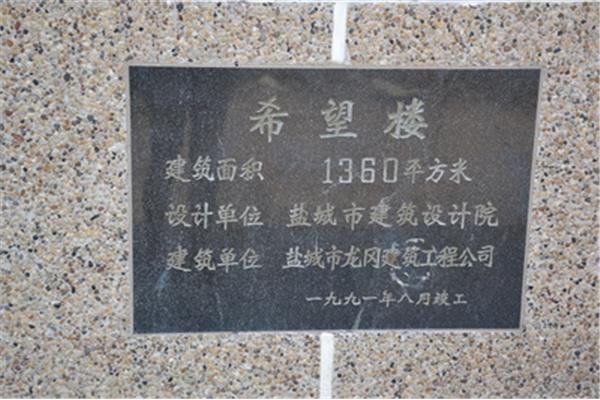 希望楼
建筑面积 1360平方米
设计单位 盐城市建筑设计院
建筑单位 盐城市龙冈建筑工程公司
一九九一年八月竣工